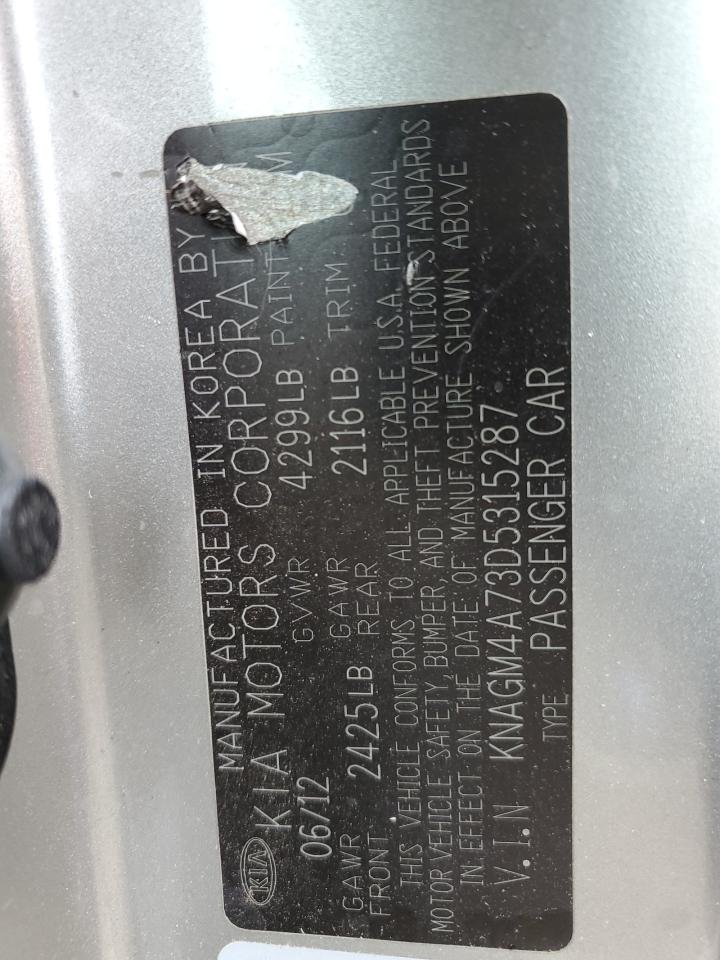 MANUFACTURED IN KOREA BY
KIA KIA MOTORS CORPORATI
06/12 GVWR 4299LB PAINT M
GAWR FRONT 2425LB GAWR REAR 2116LB TRIM
THIS VEHICLE CONFORMS TO ALL APPLICABLE U.S.A. FEDERAL
MOTOR VEHICLE SAFETY, BUMPER, AND THEFT PREVENTION STANDARDS
IN EFFECT ON THE DATE OF MANUFACTURE SHOWN ABOVE
V.I.N KNAGM4A73D5315287
TYPE PASSENGER CAR